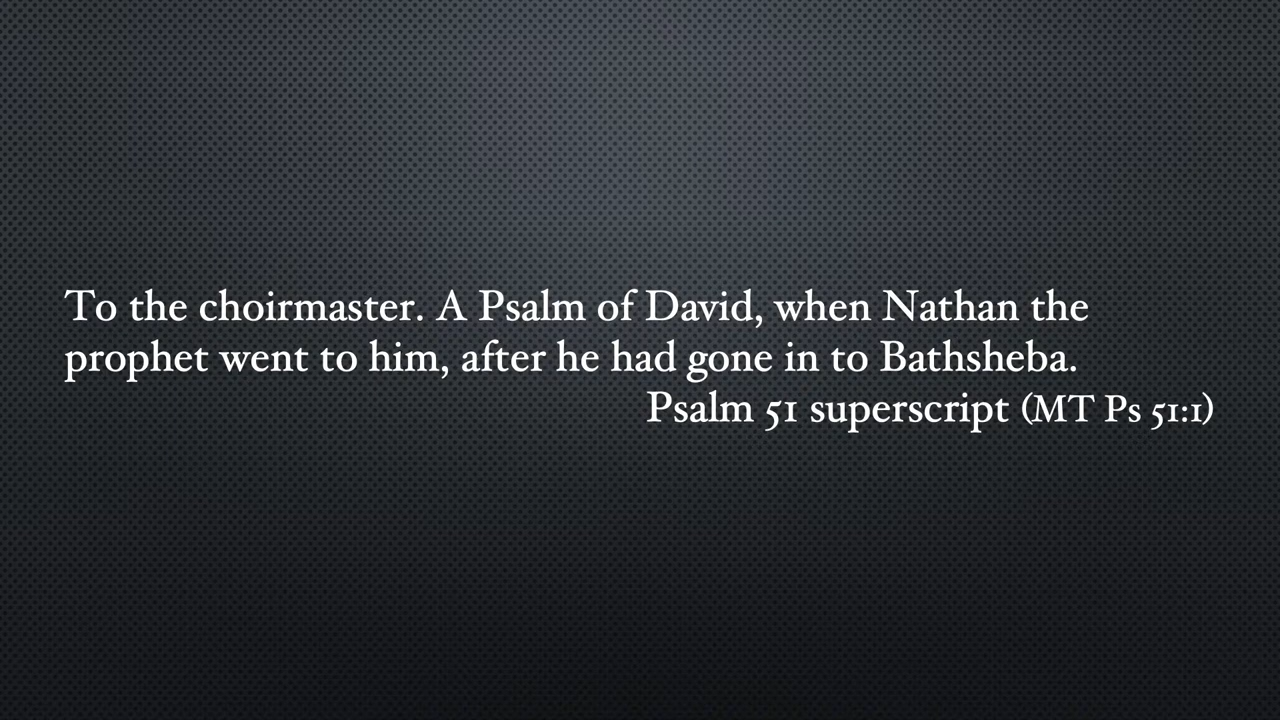 To the choirmaster. A Psalm of David, when Nathan the
prophet went to him, after he had gone in to Bathsheba.
Psalm 51 superscript (MT Ps 51:1)